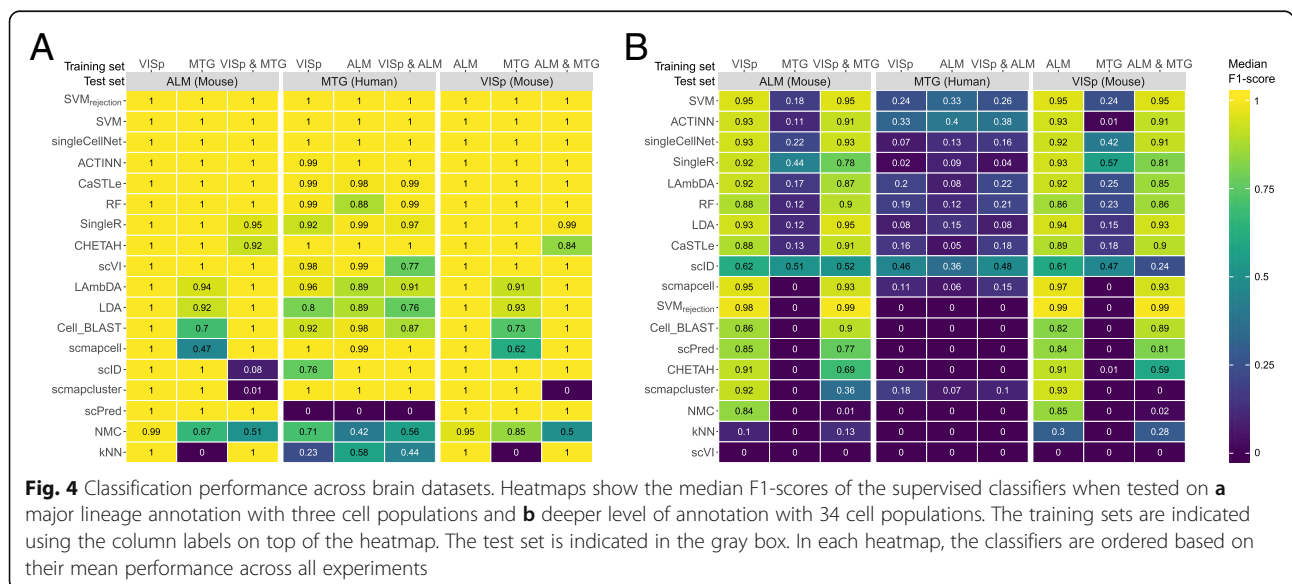 A
Training set VISp MTG VISp & MTG VISp ALM VISp & ALM ALM MTG ALM & MTG
Test set ALM (Mouse) MTG (Human) VISp (Mouse)
SVMrejection 1 1 1 1 1 1 1 1 1
SVM 1 1 1 1 1 1 1 1 1
singleCellNet 1 1 1 1 1 1 1 1 1
ACTINN 1 1 1 0.99 1 1 1 1 1
CaSTLe 1 1 1 0.99 0.98 0.99 1 1 1
RF 1 1 1 0.99 0.88 0.99 1 1 1
SingleR 1 1 0.95 0.92 0.99 0.97 1 1 0.99
CHETAH 1 1 0.92 1 1 1 1 1 0.84
scVI 1 1 1 0.98 0.99 0.77 1 1 1
LAmbDA 1 0.94 1 0.96 0.89 0.91 1 0.91 1
LDA 1 0.92 1 0.8 0.89 0.76 1 0.93 1
Cell_BLAST 1 0.7 1 0.92 0.98 0.87 1 0.73 1
scmapcell 1 0.47 1 1 0.99 1 1 0.62 1
scID 1 1 0.08 0.76 1 1 1 1 1
scmapcluster 1 1 0.01 1 1 1 1 1 0
scPred 1 1 1 0 0 0 1 1 1
NMC 0.99 0.67 0.51 0.71 0.42 0.56 0.95 0.85 0.5
kNN 1 0 1 0.23 0.58 0.44 1 0 1
B
Training set VISp MTG VISp & MTG VISp ALM VISp & ALM ALM MTG ALM & MTG
Test set ALM (Mouse) MTG (Human) VISp (Mouse)
SVM 0.95 0.18 0.95 0.24 0.33 0.26 0.95 0.24 0.95
ACTINN 0.93 0.11 0.91 0.33 0.4 0.38 0.93 0.01 0.91
singleCellNet 0.93 0.22 0.93 0.07 0.13 0.16 0.92 0.42 0.91
SingleR 0.92 0.44 0.78 0.02 0.09 0.04 0.93 0.57 0.81
LAmbDA 0.92 0.17 0.87 0.2 0.08 0.22 0.92 0.25 0.85
RF 0.88 0.12 0.9 0.19 0.12 0.21 0.86 0.23 0.86
LDA 0.93 0.12 0.95 0.08 0.15 0.08 0.94 0.15 0.93
CaSTLe 0.88 0.13 0.91 0.16 0.05 0.18 0.89 0.18 0.9
scID 0.62 0.51 0.52 0.46 0.36 0.48 0.61 0.47 0.24
scmapcell 0.95 0 0.93 0.11 0.06 0.15 0.97 0 0.93
SVMrejection 0.98 0 0.99 0 0 0 0.99 0 0.99
Cell_BLAST 0.86 0 0.9 0 0 0 0.82 0 0.89
scPred 0.85 0 0.77 0 0 0 0.84 0 0.81
CHETAH 0.91 0 0.69 0 0 0 0.91 0.01 0.59
scmapcluster 0.92 0 0.36 0.18 0.07 0.1 0.93 0 0
NMC 0.84 0 0.01 0 0 0 0.85 0 0.02
kNN 0.1 0 0.13 0 0 0 0.3 0 0.28
scVI 0 0 0 0 0 0 0 0 0
Median
F1-score
1
0.75
0.5
0.25
0
Fig. 4 Classification performance across brain datasets. Heatmaps show the median F1-scores of the supervised classifiers when tested on a
major lineage annotation with three cell populations and b deeper level of annotation with 34 cell populations. The training sets are indicated
using the column labels on top of the heatmap. The test set is indicated in the gray box. In each heatmap, the classifiers are ordered based on
their mean performance across all experiments